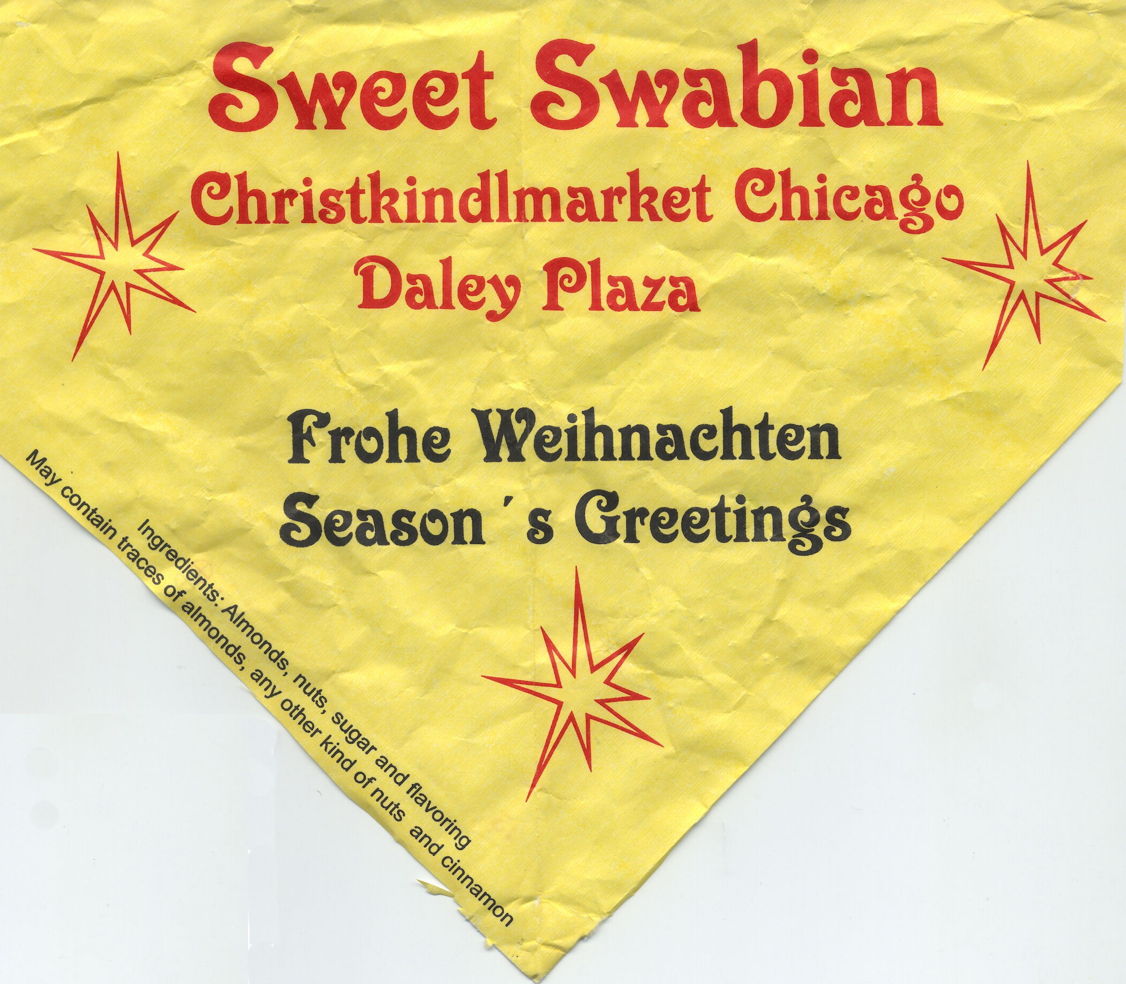 Sweet Swabian
Christkindlmarket Chicago
Daley Plaza
Frohe Weihnachten
Season ´s Greetings
Ingredients: Almonds, nuts, sugar and flavoring
May contain traces of almonds, any other kind of nuts and cinnamon